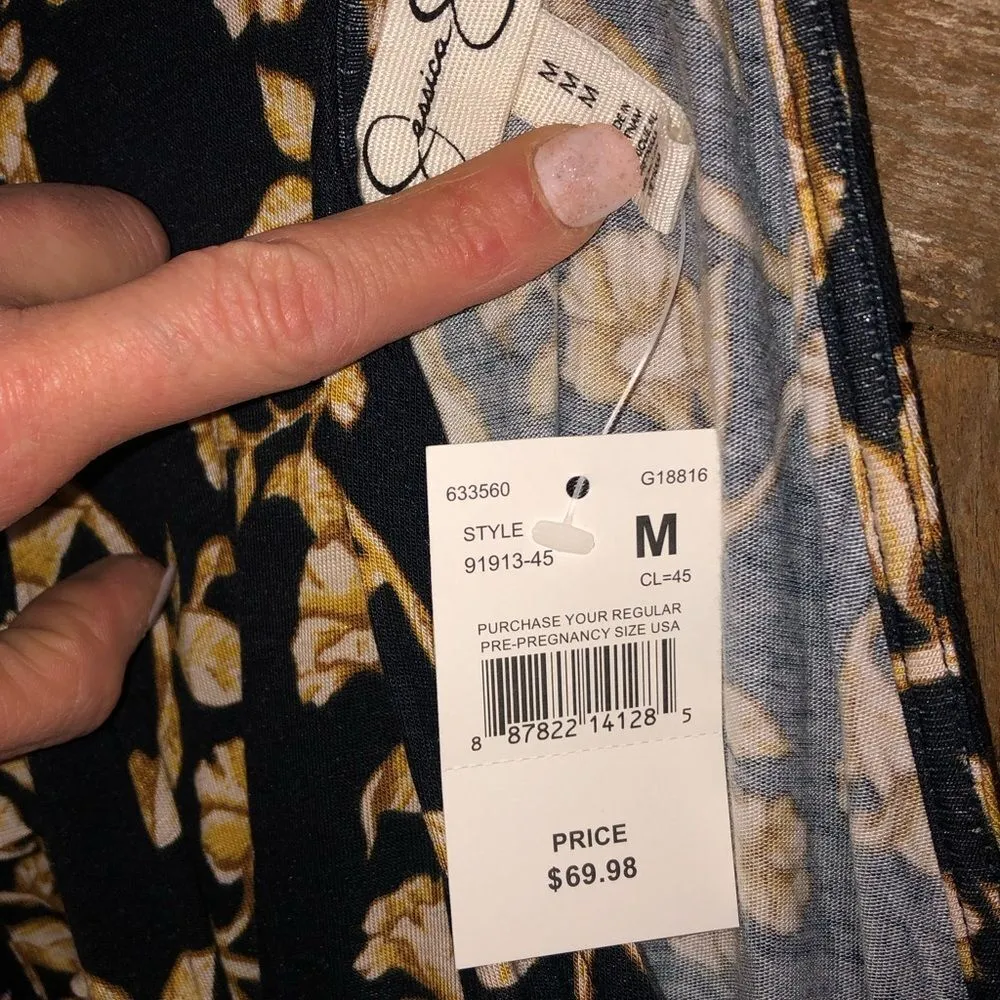 Jessica S
M
M
M
633560
G18816
STYLE
91913-45
M
CL=45
PURCHASE YOUR REGULAR
PRE-PREGNANCY SIZE USA
8 87822 14128 5
PRICE
$69.98